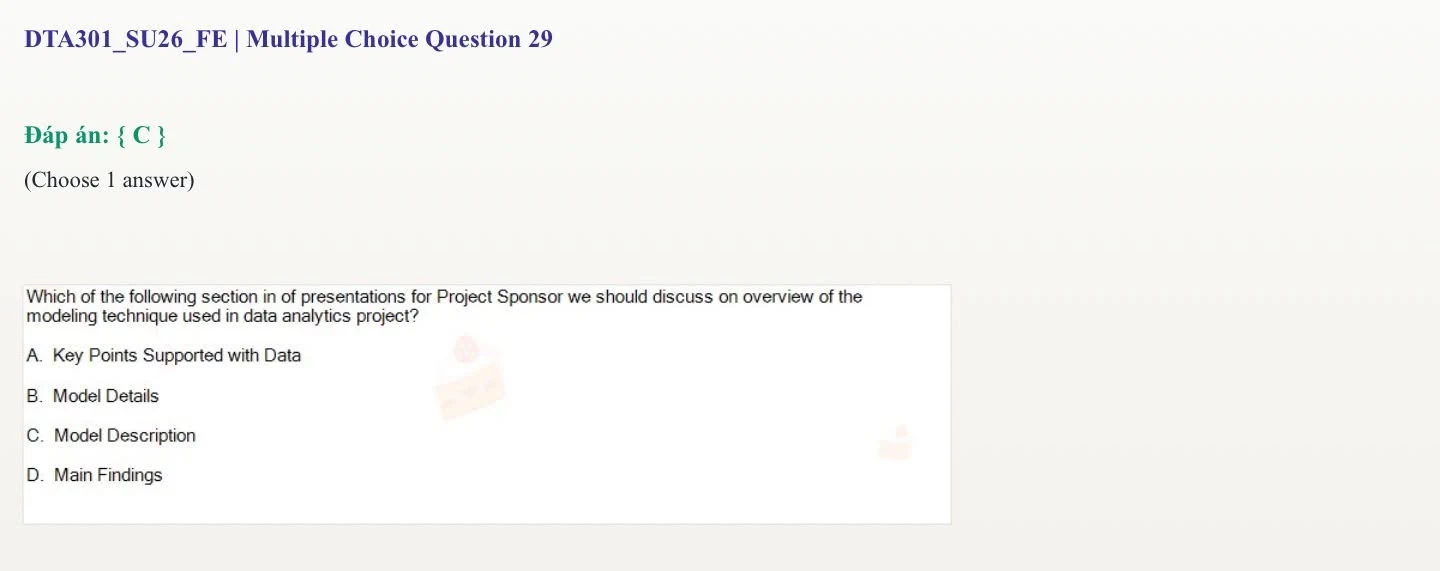 DTA301_SU26_FE | Multiple Choice Question 29
Đáp án: { C }
(Choose 1 answer)
Which of the following section in of presentations for Project Sponsor we should discuss on overview of the
modeling technique used in data analytics project?
A. Key Points Supported with Data
B. Model Details
C. Model Description
D. Main Findings